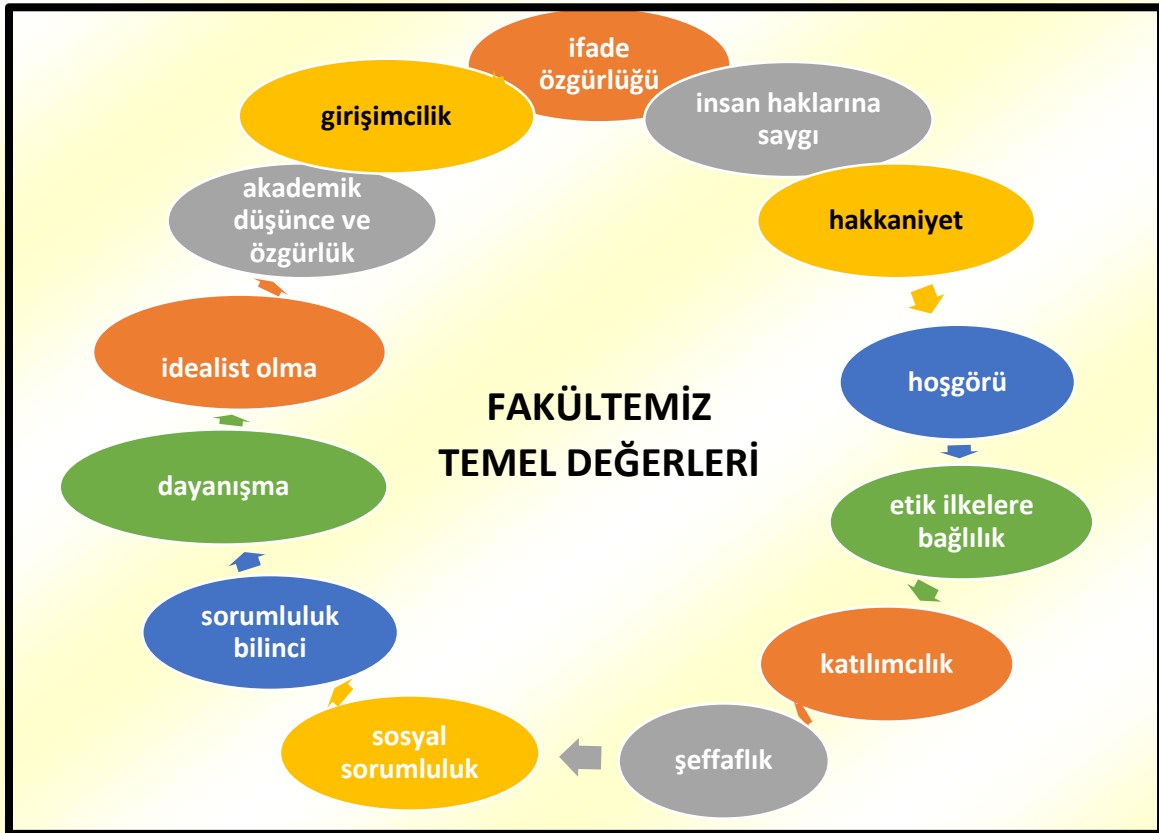 ifade
özgürlüğü
insan haklarına
saygı
hakkaniyet
hoşgörü
etik ilkelere
bağlılık
katılımcılık
şeffaflık
sosyal
sorumluluk
sorumluluk
bilinci
dayanışma
idealist olma
akademik
düşünce ve
özgürlük
girişimcilik
FAKÜLTEMİZ
TEMEL DEĞERLERİ